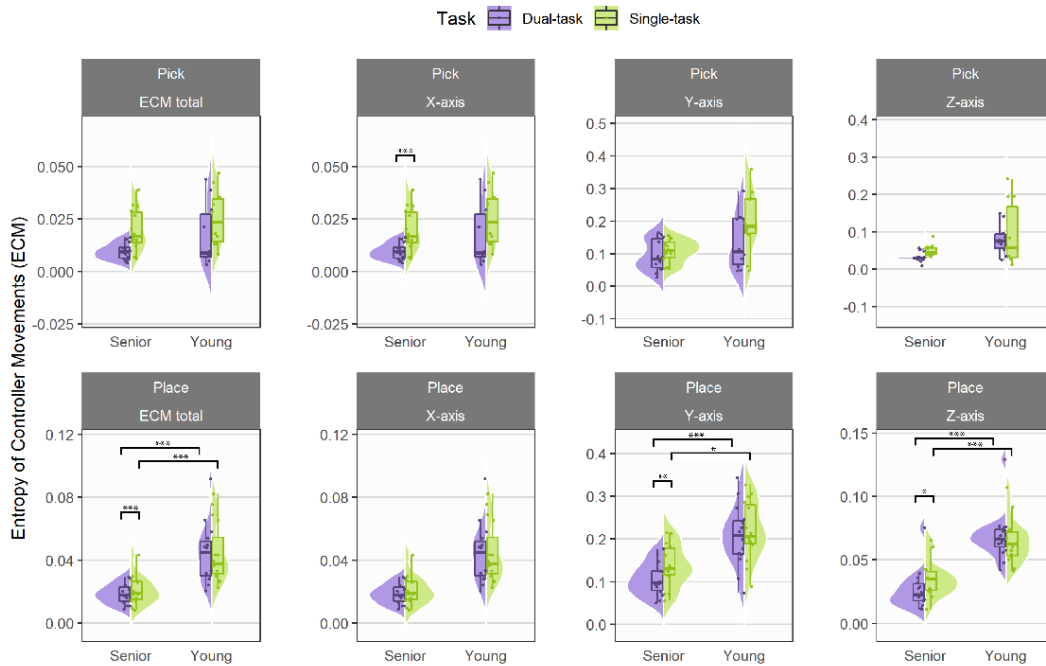 Task Dual-task Single-task
Entropy of Controller Movements (ECM)
Pick
ECM total
0.050
0.025
0.000
-0.025
Senior Young
Pick
X-axis
***
0.050
0.025
0.000
-0.025
Senior Young
Pick
Y-axis
0.5
0.4
0.3
0.2
0.1
0.0
-0.1
Senior Young
Pick
Z-axis
0.4
0.3
0.2
0.1
0.0
-0.1
Senior Young
Place
ECM total
0.12
***
***
***
0.08
0.04
0.00
Senior Young
Place
X-axis
0.12
0.08
0.04
0.00
Senior Young
Place
Y-axis
***
*
0.4
**
0.3
0.2
0.1
0.0
Senior Young
Place
Z-axis
0.15
***
***
*
0.10
0.05
0.00
Senior Young